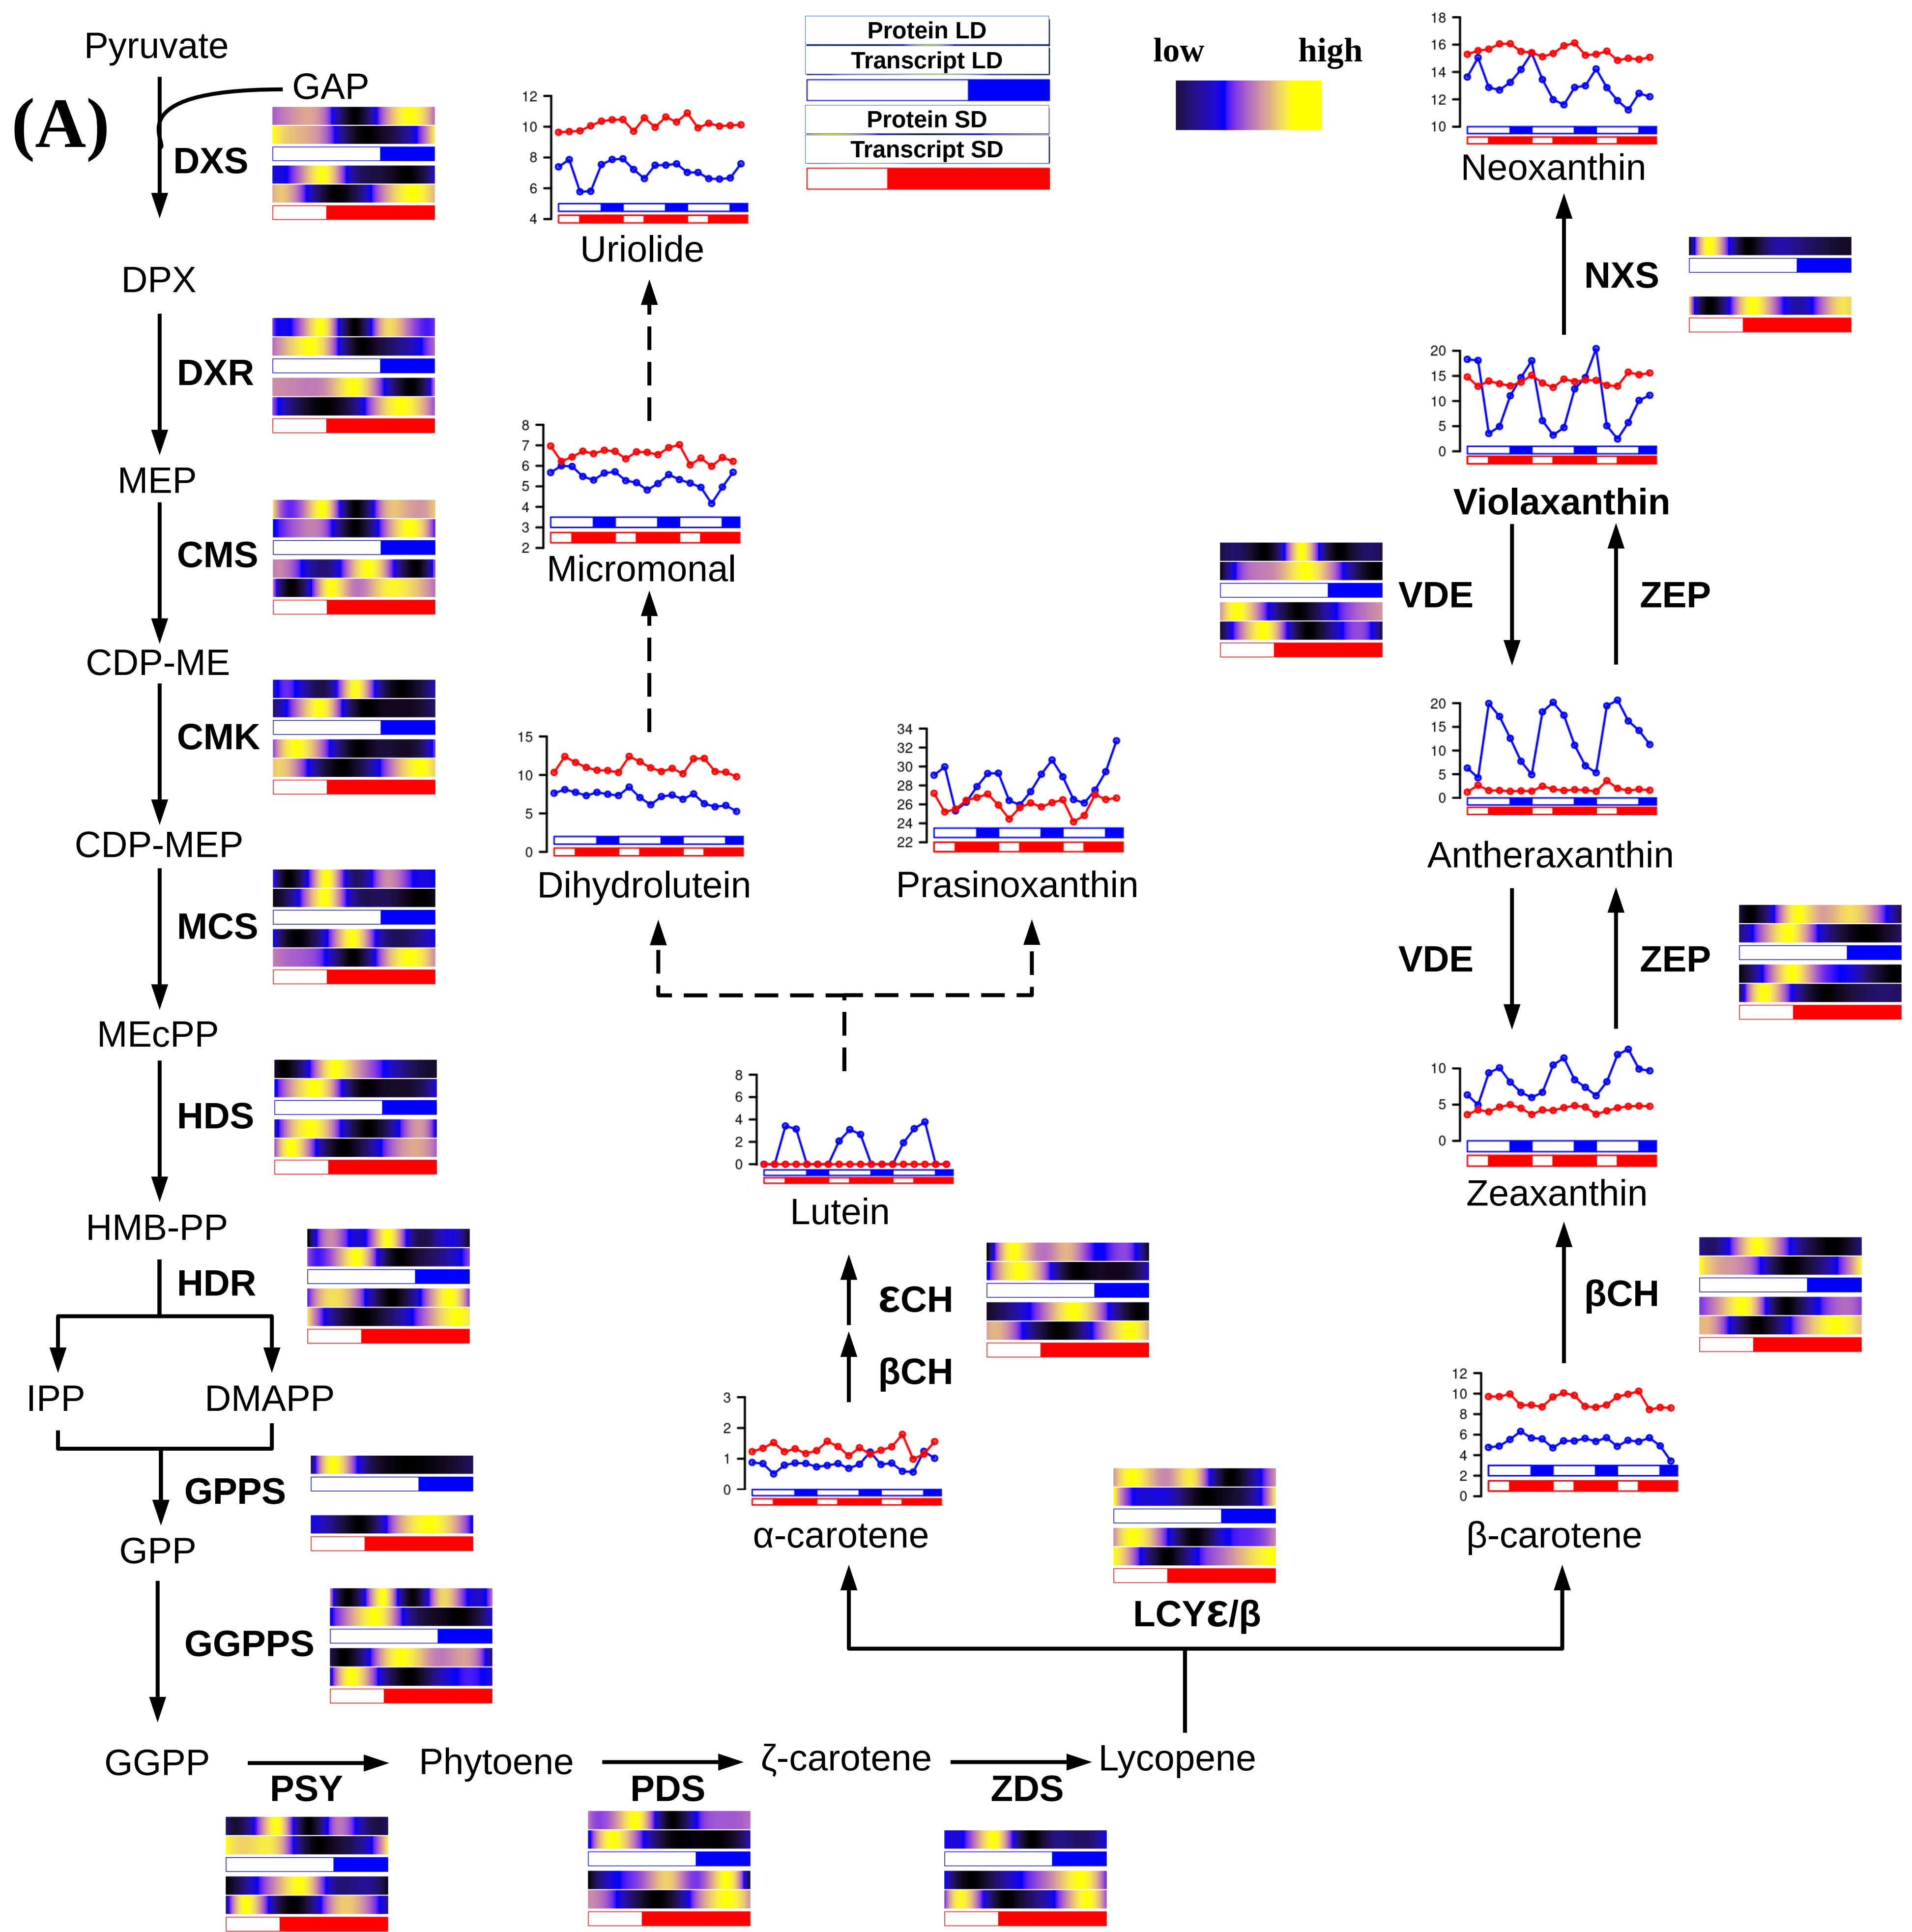 (A)
Pyruvate
GAP
DXS
DPX
DXR
MEP
CMS
CDP-ME
CMK
CDP-MEP
MCS
MEcPP
HDS
HMB-PP
HDR
IPP
DMAPP
GPPS
GPP
GGPPS
GGPP
PSY
Phytoene
PDS
ζ-carotene
ZDS
Lycopene
LCYε/β
12
10
8
6
4
Uriolide
8
7
6
5
4
3
2
Micromonal
15
10
5
0
Dihydrolutein
34
32
30
28
26
24
22
Prasinoxanthin
8
6
4
2
0
Lutein
εCH
βCH
3
2
1
0
α-carotene
Protein LD
Transcript LD
Protein SD
Transcript SD
low high
18
16
14
12
10
Neoxanthin
NXS
20
15
10
5
0
Violaxanthin
VDE ZEP
20
15
10
5
0
Antheraxanthin
VDE ZEP
10
5
0
Zeaxanthin
βCH
12
10
8
6
4
2
0
β-carotene